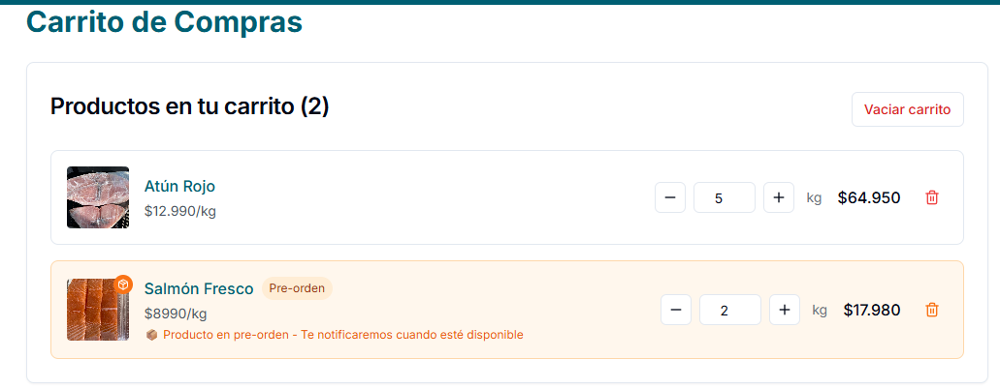 Carrito de Compras
Productos en tu carrito (2)
Vaciar carrito
Atún Rojo
$12.990/kg
5
kg
$64.950
Salmón Fresco
Pre-orden
$8990/kg
Producto en pre-orden - Te notificaremos cuando esté disponible
2
kg
$17.980